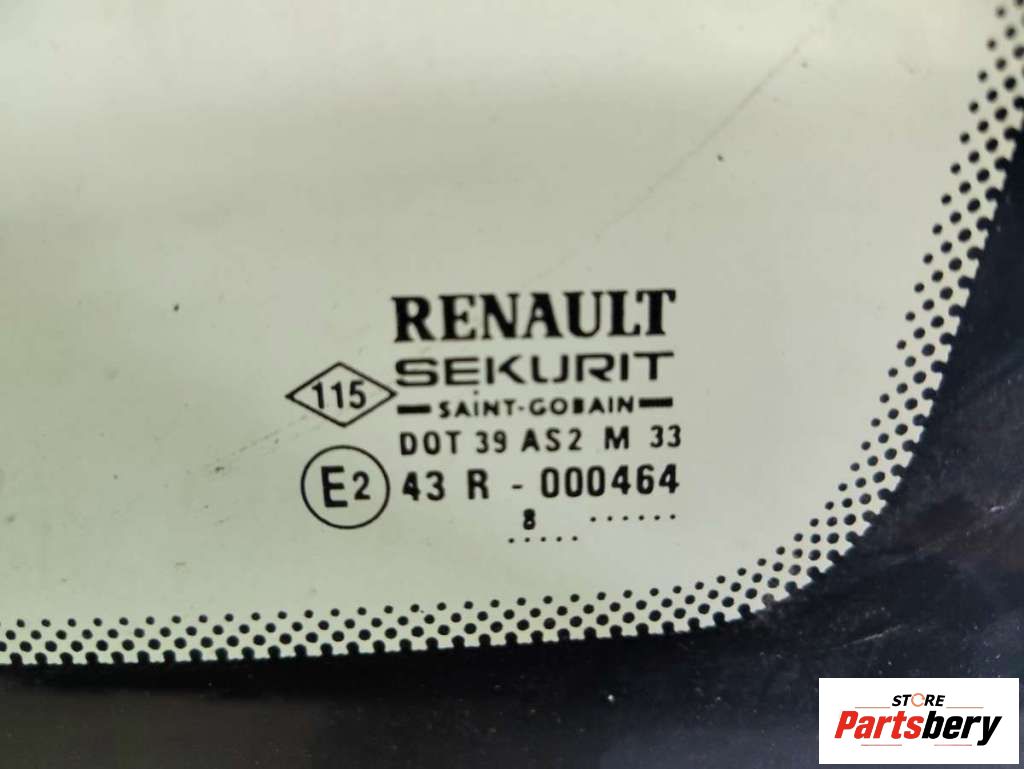 RENAULT
SEKURIT
115
SAINT-GOBAIN
DOT 39 AS2 M 33
E2 43 R - 000464
8 ......
.....
STORE
Partsbery